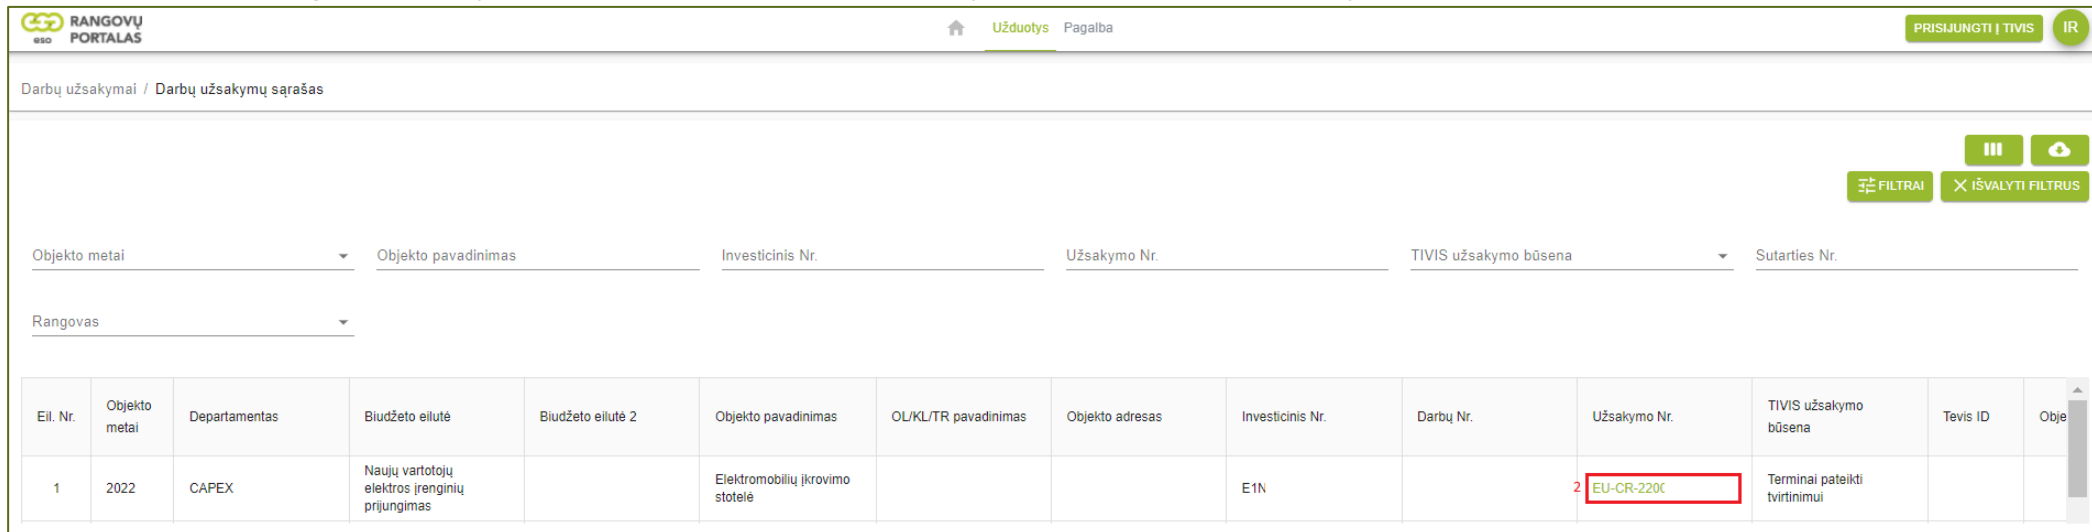 eso RANGOVŲ PORTALAS
Užduotys Pagalba
PRISIJUNGTI Į TIVIS IR
Darbų užsakymai / Darbų užsakymų sąrašas
FILTRAI IŠVALYTI FILTRUS
Objekto metai Objekto pavadinimas Investicinis Nr. Užsakymo Nr. TIVIS užsakymo būsena Sutarties Nr.
Rangovas
Eil. Nr. Objekto metai Departamentas Biudžeto eilutė Biudžeto eilutė 2 Objekto pavadinimas OL/KL/TR pavadinimas Objekto adresas Investicinis Nr. Darbų Nr. Užsakymo Nr. TIVIS užsakymo būsena Tevis ID Obje
1 2022 CAPEX Naujų vartotojų elektros įrenginių prijungimas Elektromobilių įkrovimo stotelė E1N 2 EU-CR-220 Terminai pateikti tvirtinimui